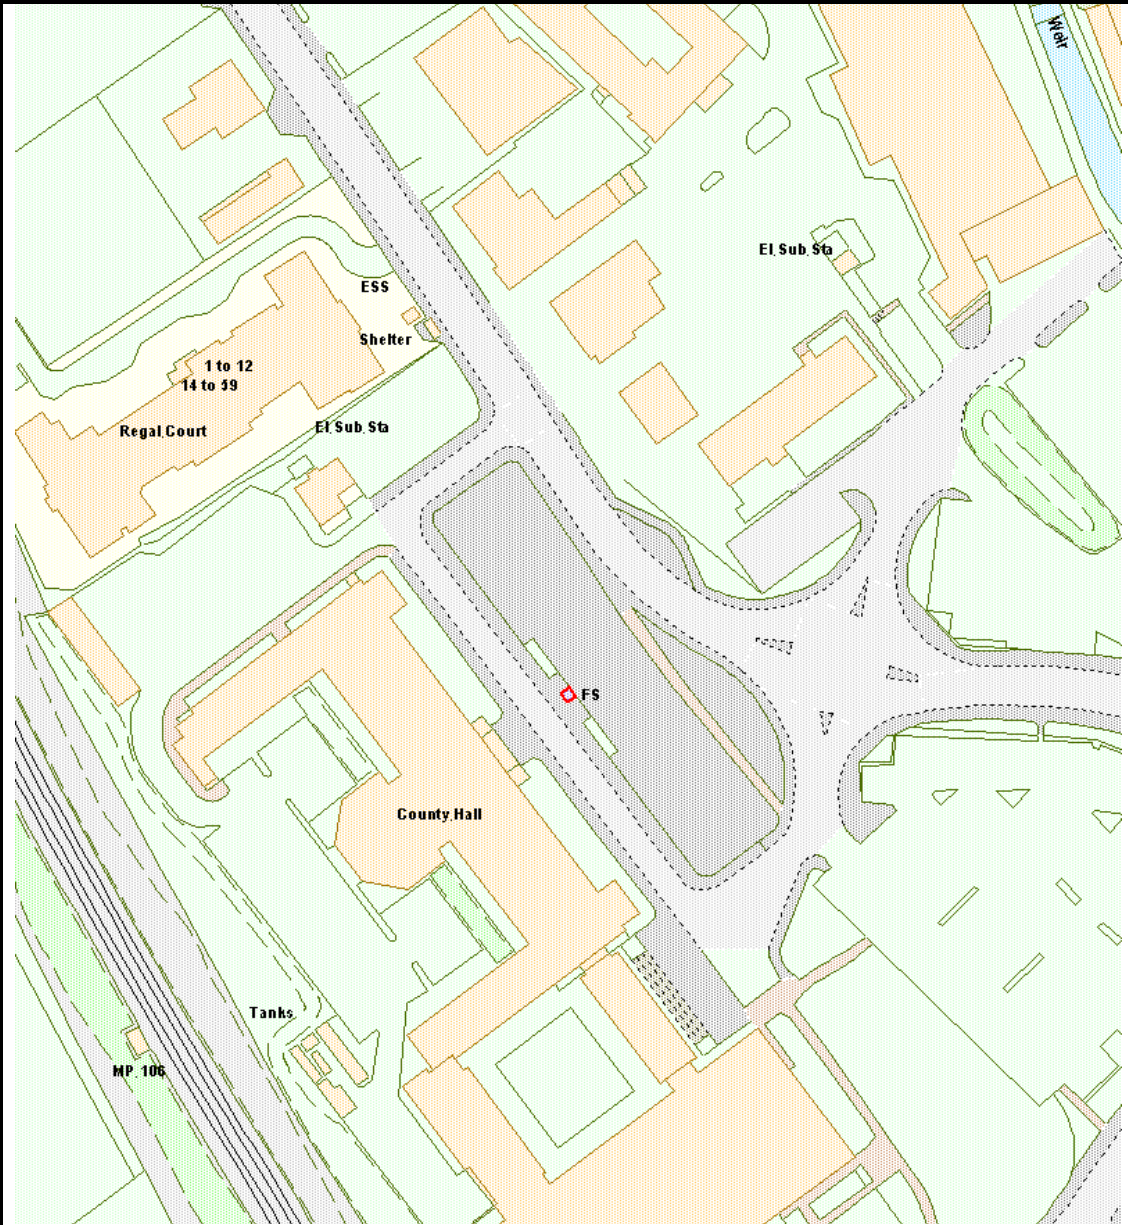 Weir
El Sub Sta
ESS
Shelter
1 to 12
14 to 59
Regal Court
El Sub Sta
FS
County Hall
Tanks
MP 106